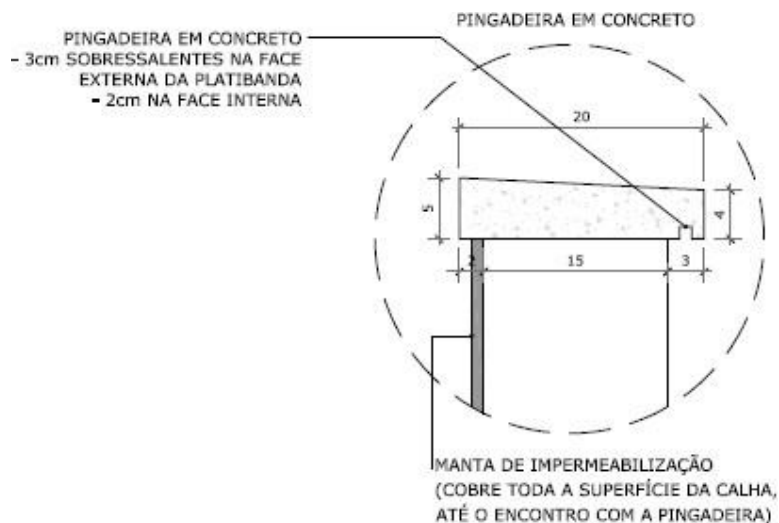 PINGADEIRA EM CONCRETO
PINGADEIRA EM CONCRETO
- 3cm SOBRESSALENTES NA FACE
EXTERNA DA PLATIBANDA
- 2cm NA FACE INTERNA
20
5
4
2
15
3
MANTA DE IMPERMEABILIZAÇÃO
(COBRE TODA A SUPERFÍCIE DA CALHA,
ATÉ O ENCONTRO COM A PINGADEIRA)